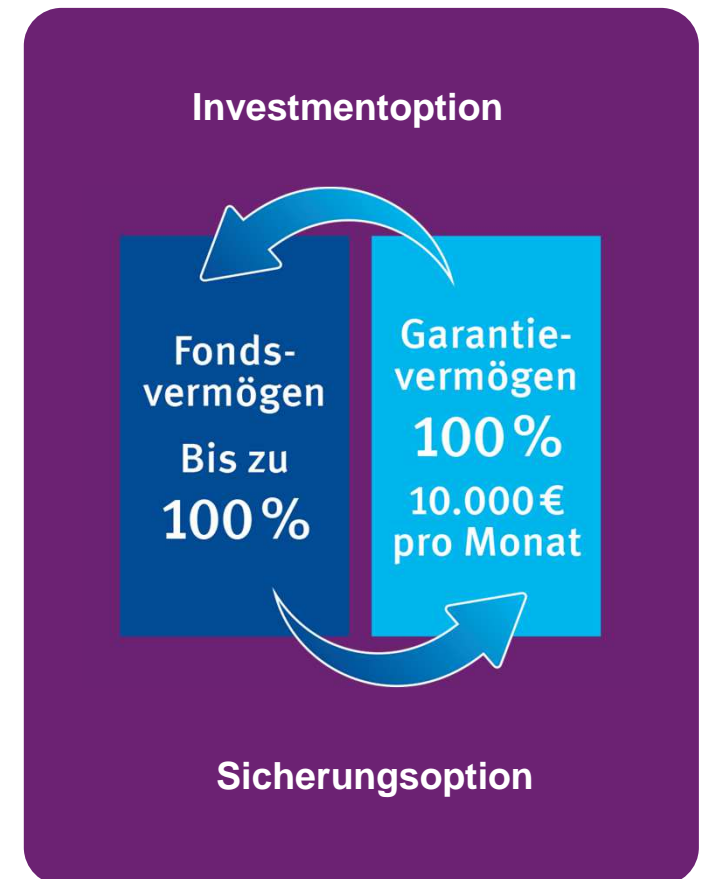 Investmentoption
Fonds-
vermögen
Bis zu
100 %
Garantie-
vermögen
100 %
10.000 €
pro Monat
Sicherungsoption